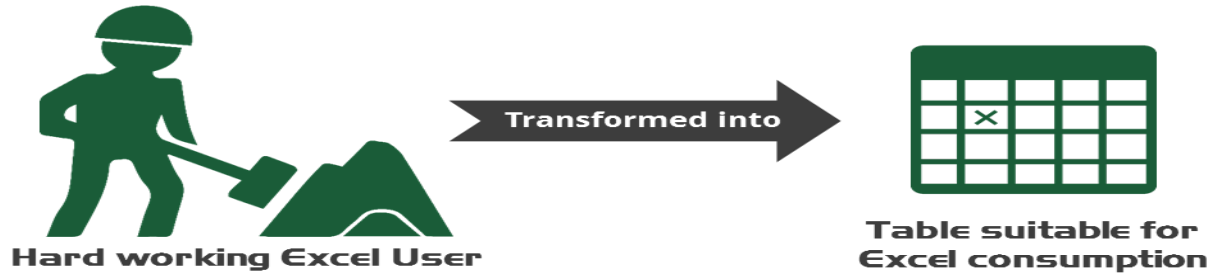 Transformed into
Hard working Excel User
Table suitable for
Excel consumption